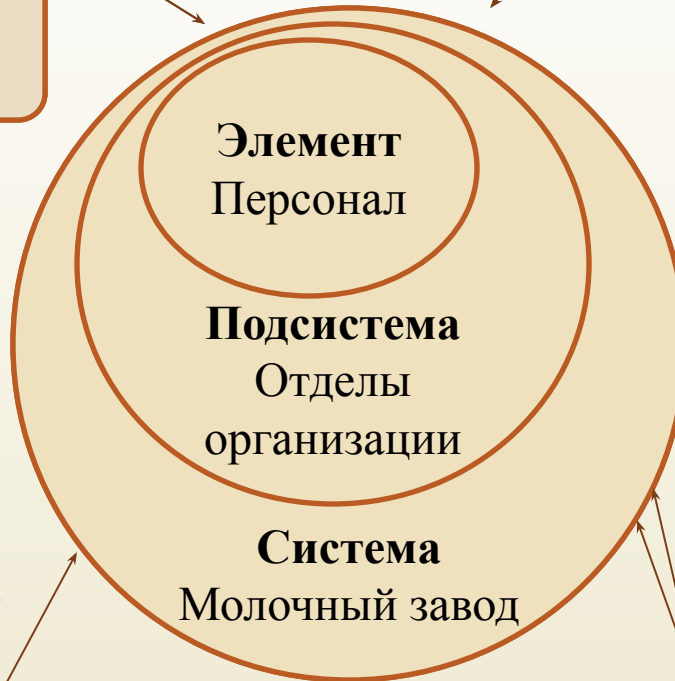 Элемент
Персонал
Подсистема
Отделы
организации
Система
Молочный завод